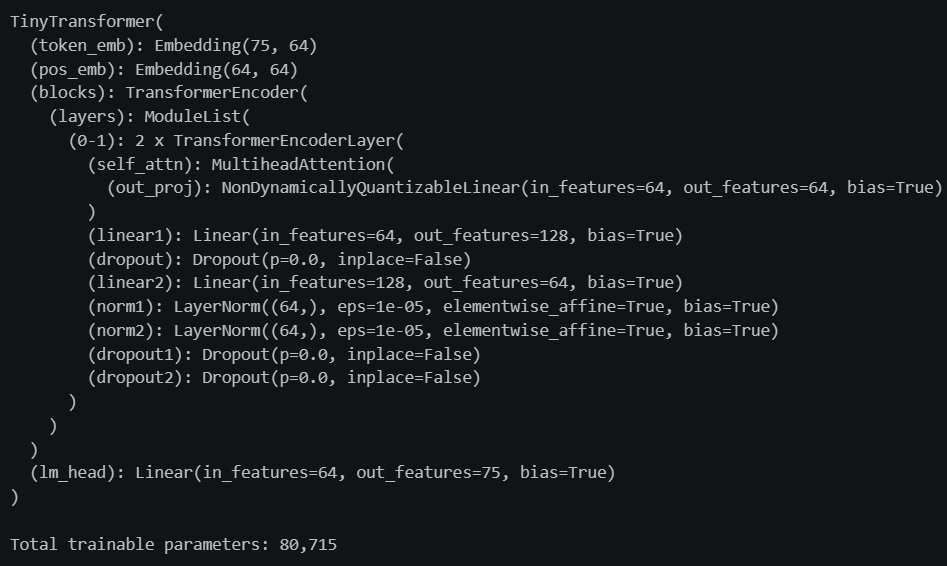 TinyTransformer(
  (token_emb): Embedding(75, 64)
  (pos_emb): Embedding(64, 64)
  (blocks): TransformerEncoder(
    (layers): ModuleList(
      (0-1): 2 x TransformerEncoderLayer(
        (self_attn): MultiheadAttention(
          (out_proj): NonDynamicallyQuantizableLinear(in_features=64, out_features=64, bias=True)
        )
        (linear1): Linear(in_features=64, out_features=128, bias=True)
        (dropout): Dropout(p=0.0, inplace=False)
        (linear2): Linear(in_features=128, out_features=64, bias=True)
        (norm1): LayerNorm((64,), eps=1e-05, elementwise_affine=True, bias=True)
        (norm2): LayerNorm((64,), eps=1e-05, elementwise_affine=True, bias=True)
        (dropout1): Dropout(p=0.0, inplace=False)
        (dropout2): Dropout(p=0.0, inplace=False)
      )
    )
  )
  (lm_head): Linear(in_features=64, out_features=75, bias=True)
)

Total trainable parameters: 80,715